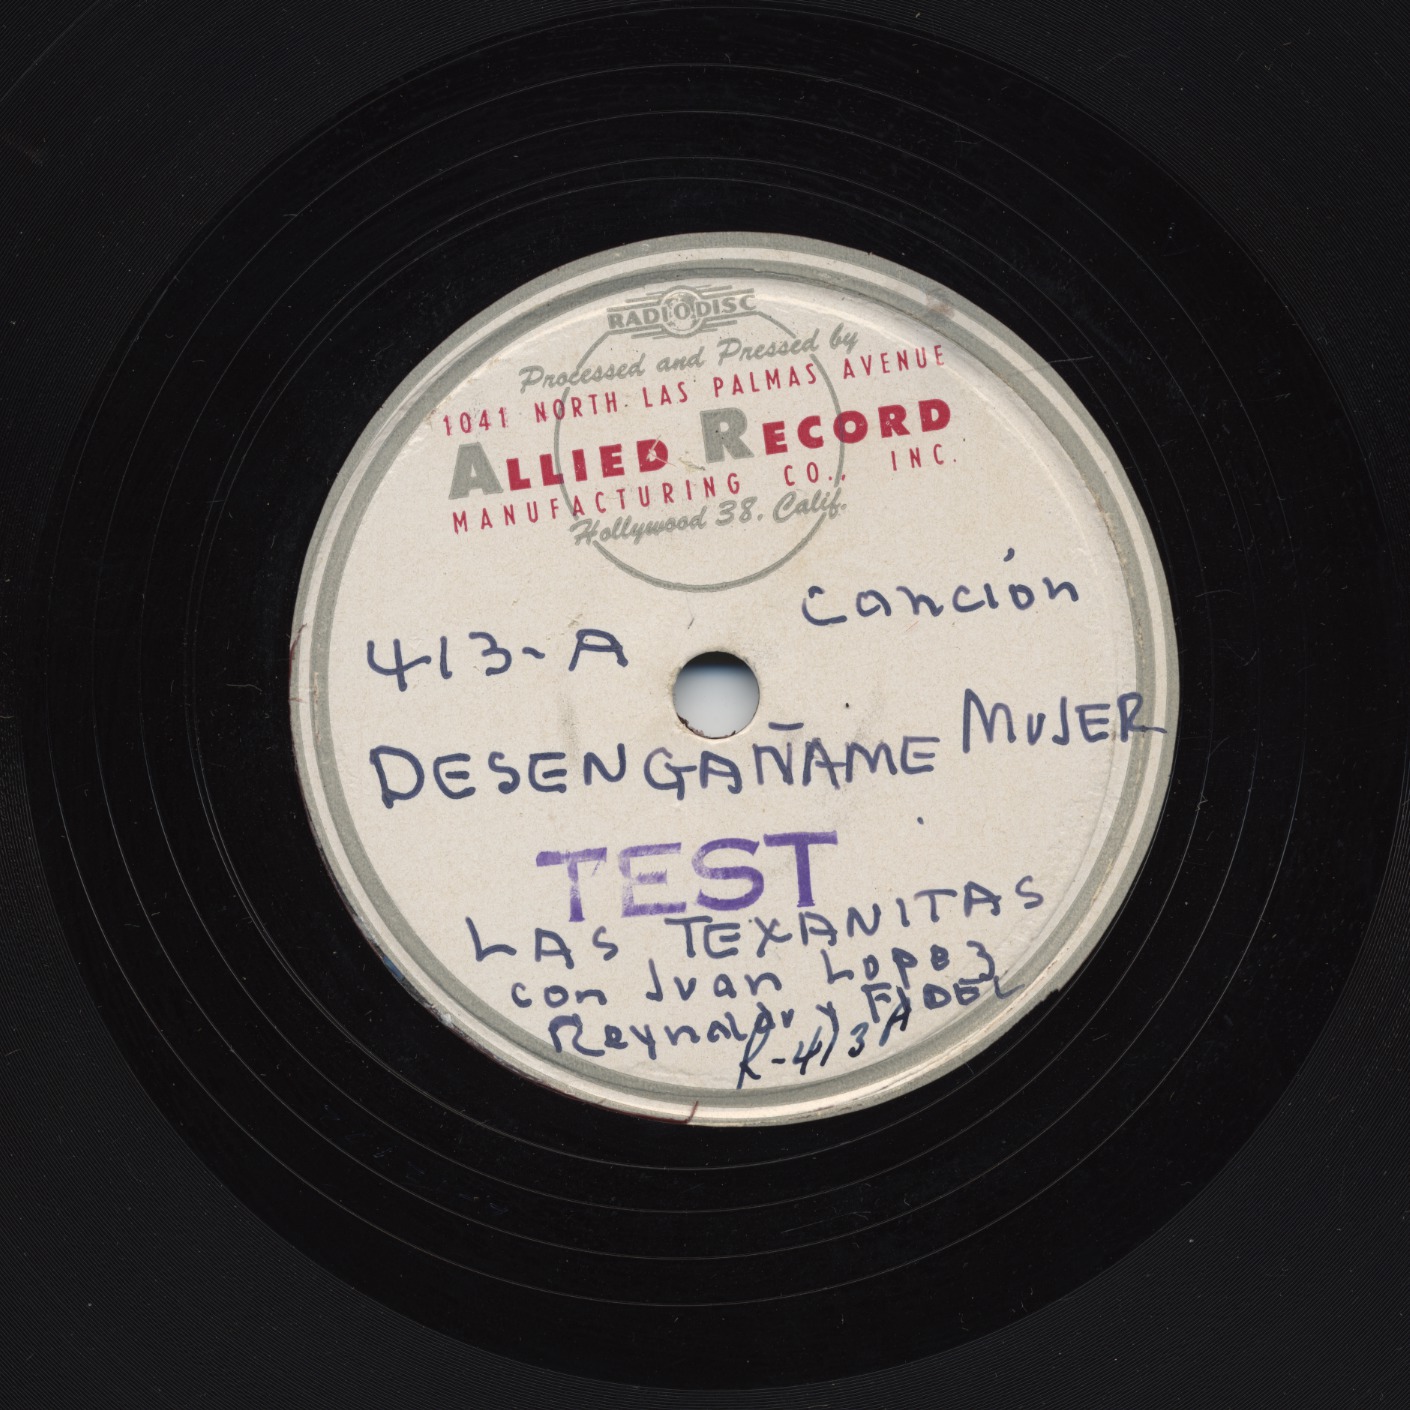 RADIODISC
Processed and Pressed by
1041 NORTH LAS PALMAS AVENUE
ALLIED RECORD
MANUFACTURING CO., INC.
Hollywood 38, Calif.
canción
413-A
DESENGAÑAME MUJER
TEST
LAS TEXANITAS
con Juan Lopez
y FIDEL
R-413A